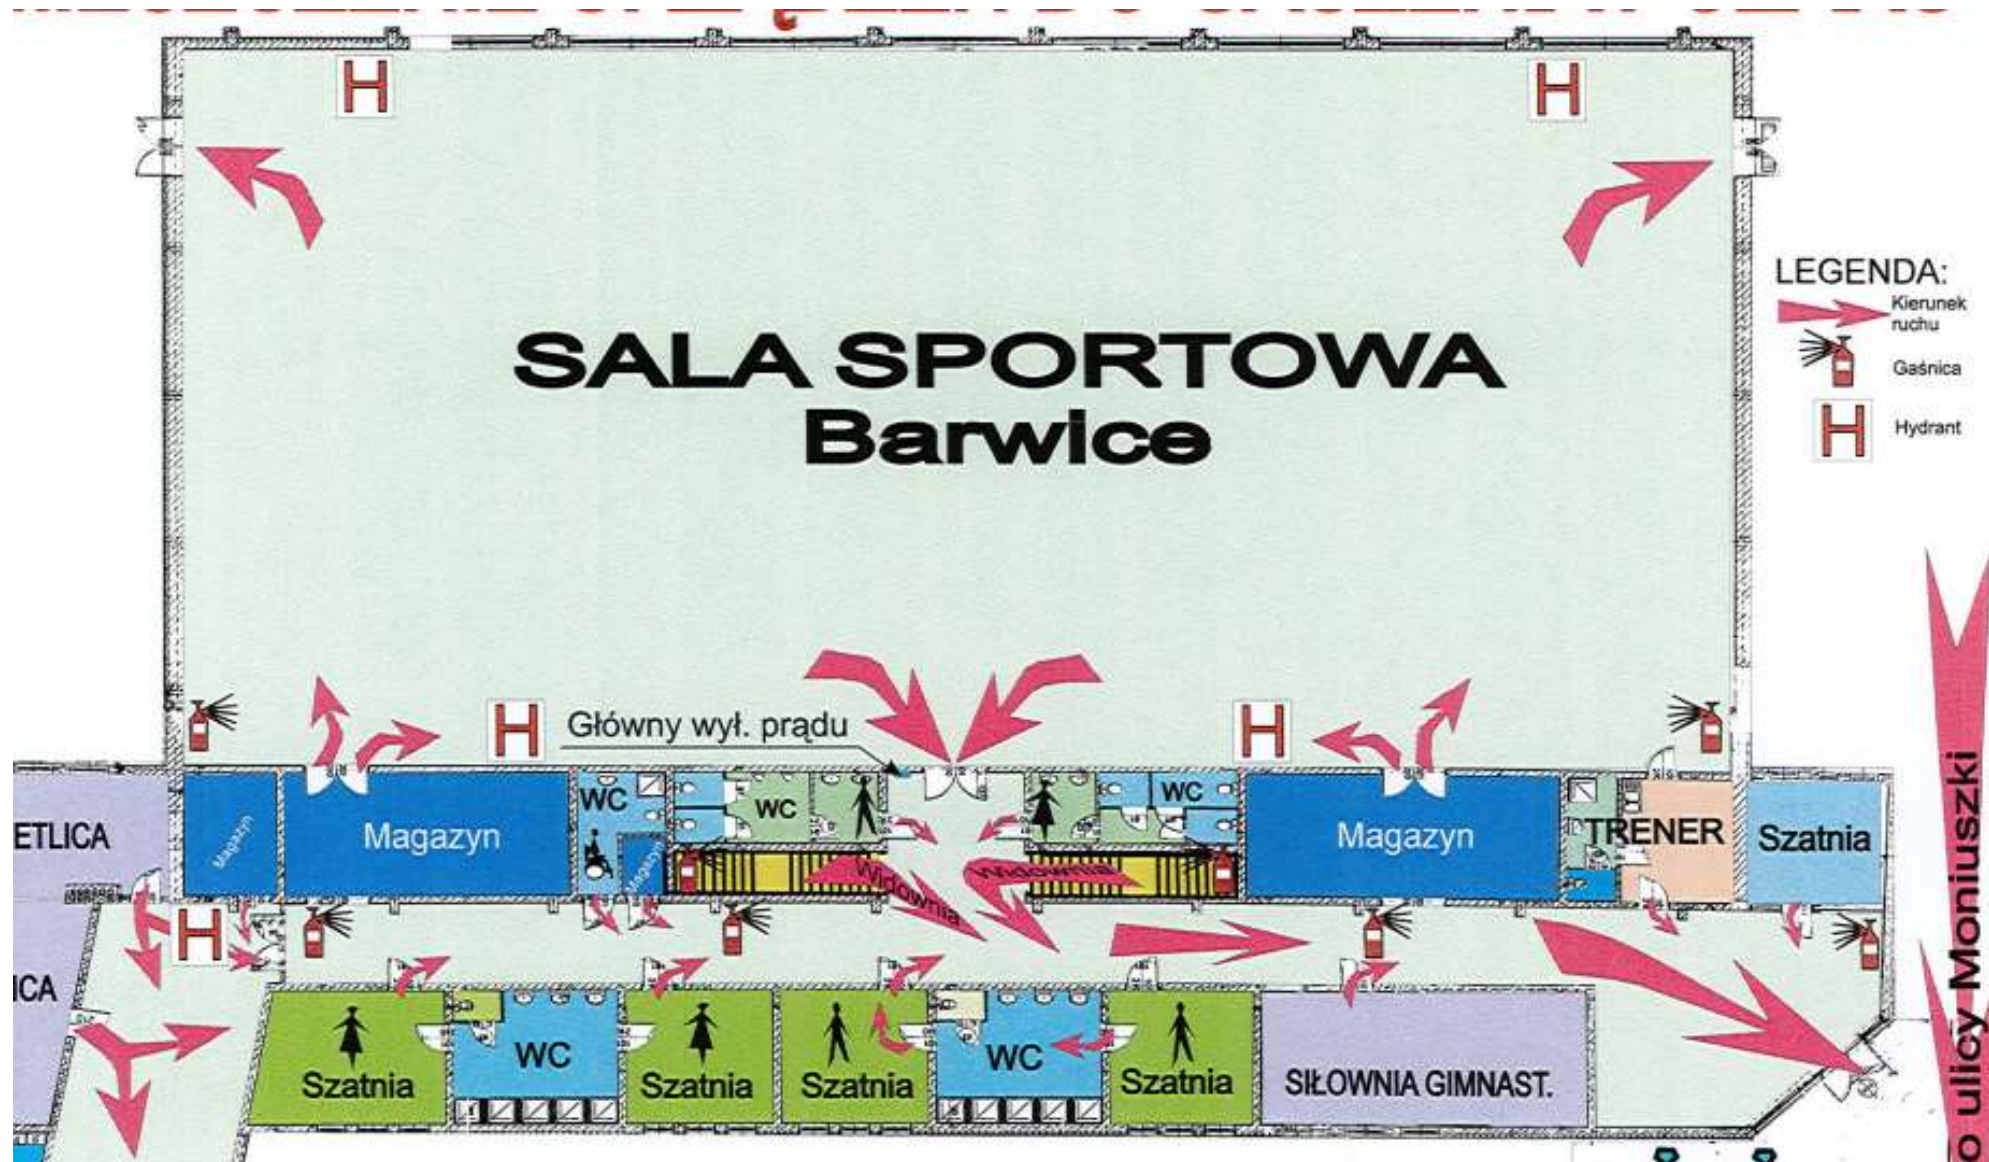 SALA SPORTOWA
Barwice
LEGENDA:
Kierunek
ruchu
Gaśnica
Hydrant
Główny wył. prądu
ETLICA
Magazyn
Magazyn
WC
Magazyn
WC
WC
Magazyn
TRENER
Szatnia
Widownia
Widownia
ICA
Szatnia
WC
Szatnia
Szatnia
WC
Szatnia
SIŁOWNIA GIMNAST.
o ulicy Moniuszki